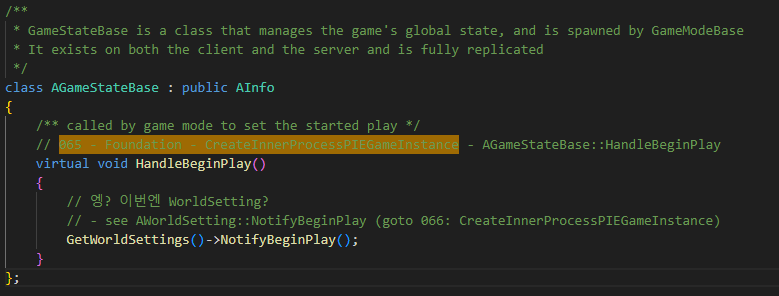 /**
 * GameStateBase is a class that manages the game's global state, and is spawned by GameModeBase
 * It exists on both the client and the server and is fully replicated
 */
class AGameStateBase : public AInfo
{
    /** called by game mode to set the started play */
    // 065 - Foundation - CreateInnerProcessPIEGameInstance - AGameStateBase::HandleBeginPlay
    virtual void HandleBeginPlay()
    {
        // 엥? 이번엔 WorldSetting?
        // - see AWorldSetting::NotifyBeginPlay (goto 066: CreateInnerProcessPIEGameInstance)
        GetWorldSettings()->NotifyBeginPlay();
    }
};